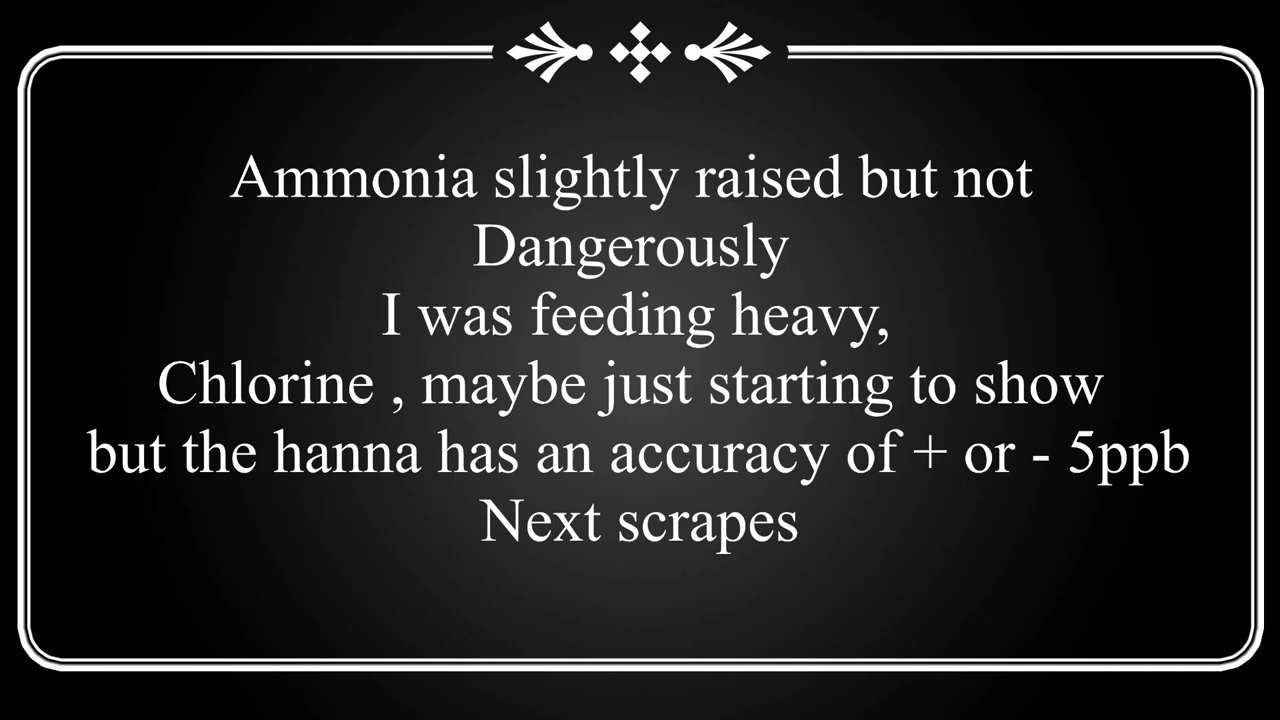 Ammonia slightly raised but not
Dangerously
I was feeding heavy,
Chlorine , maybe just starting to show
but the hanna has an accuracy of + or - 5ppb
Next scrapes